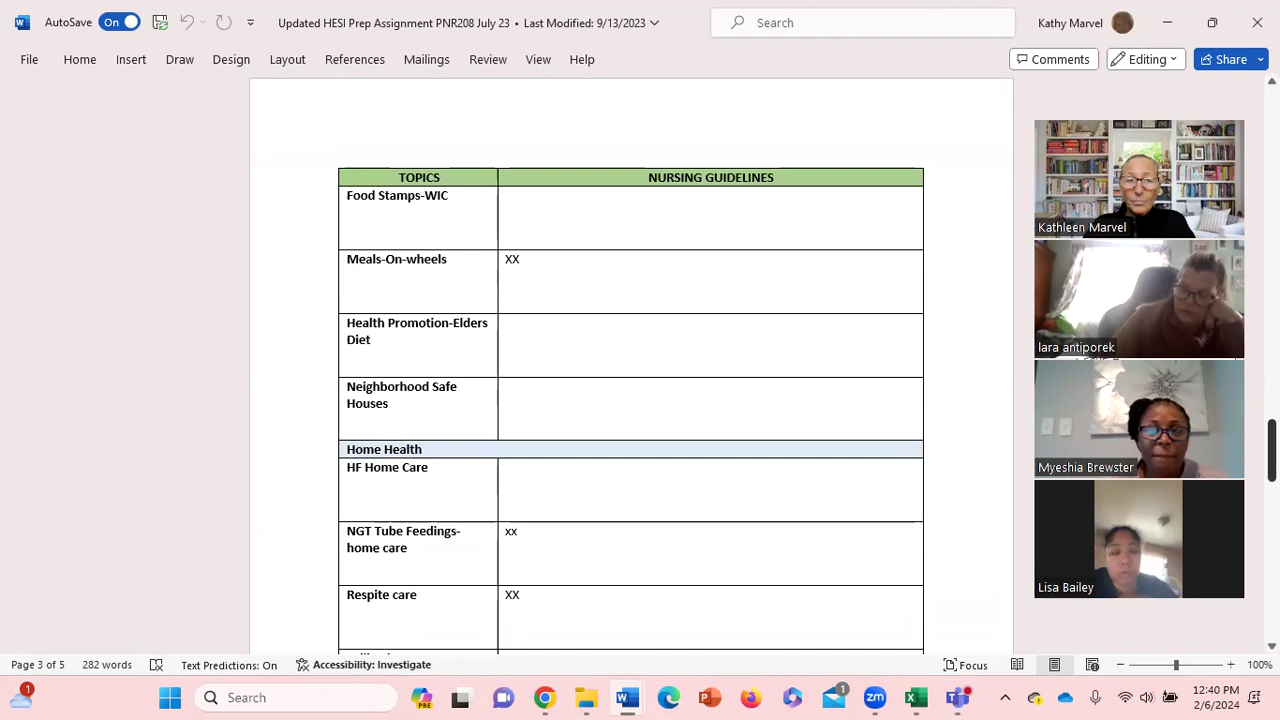 AutoSave On Updated HESI Prep Assignment PNR208 July 23 • Last Modified: 9/13/2023 Search Kathy Marvel
File Home Insert Draw Design Layout References Mailings Review View Help Comments Editing Share
TOPICS NURSING GUIDELINES
Food Stamps-WIC
Meals-On-wheels XX
Health Promotion-Elders
Diet
Neighborhood Safe
Houses
Home Health
HF Home Care
NGT Tube Feedings- xx
home care
Respite care XX
Kathleen Marvel
lara antiporek
Myeshia Brewster
Lisa Bailey
Page 3 of 5 282 words Text Predictions: On Accessibility: Investigate Focus 100%
1 Search PRE 1 zm 12:40 PM
2/6/2024